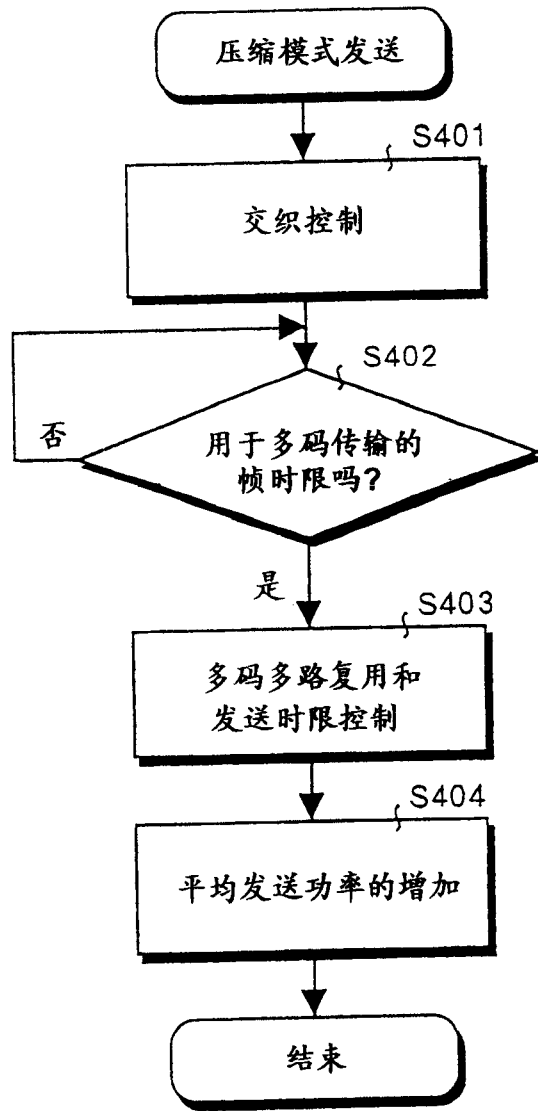 压缩模式发送
S401
交织控制
S402
否
用于多码传输的
帧时限吗?
是
S403
多码多路复用和
发送时限控制
S404
平均发送功率的增加
结束